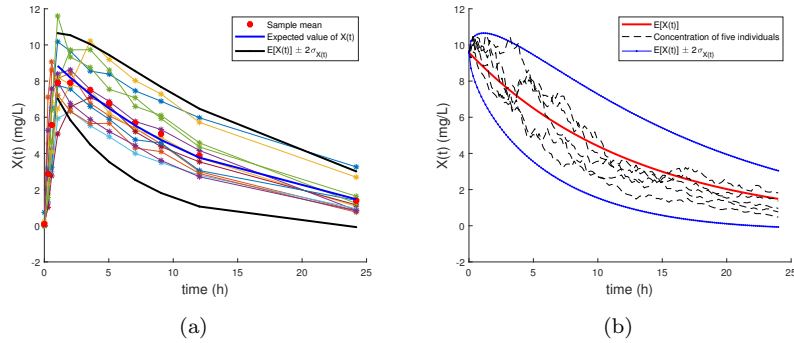 12
10
8
6
4
2
0
-2
X(t) (mg/L)
0 5 10 15 20 25
time (h)
Sample mean
Expected value of X(t)
E[X(t)] ± 2σX(t)
(a)
12
10
8
6
4
2
0
-2
X(t) (mg/L)
0 5 10 15 20 25
time (h)
E[X(t)]
Concentration of five individuals
E[X(t)] ± 2σX(t)
(b)